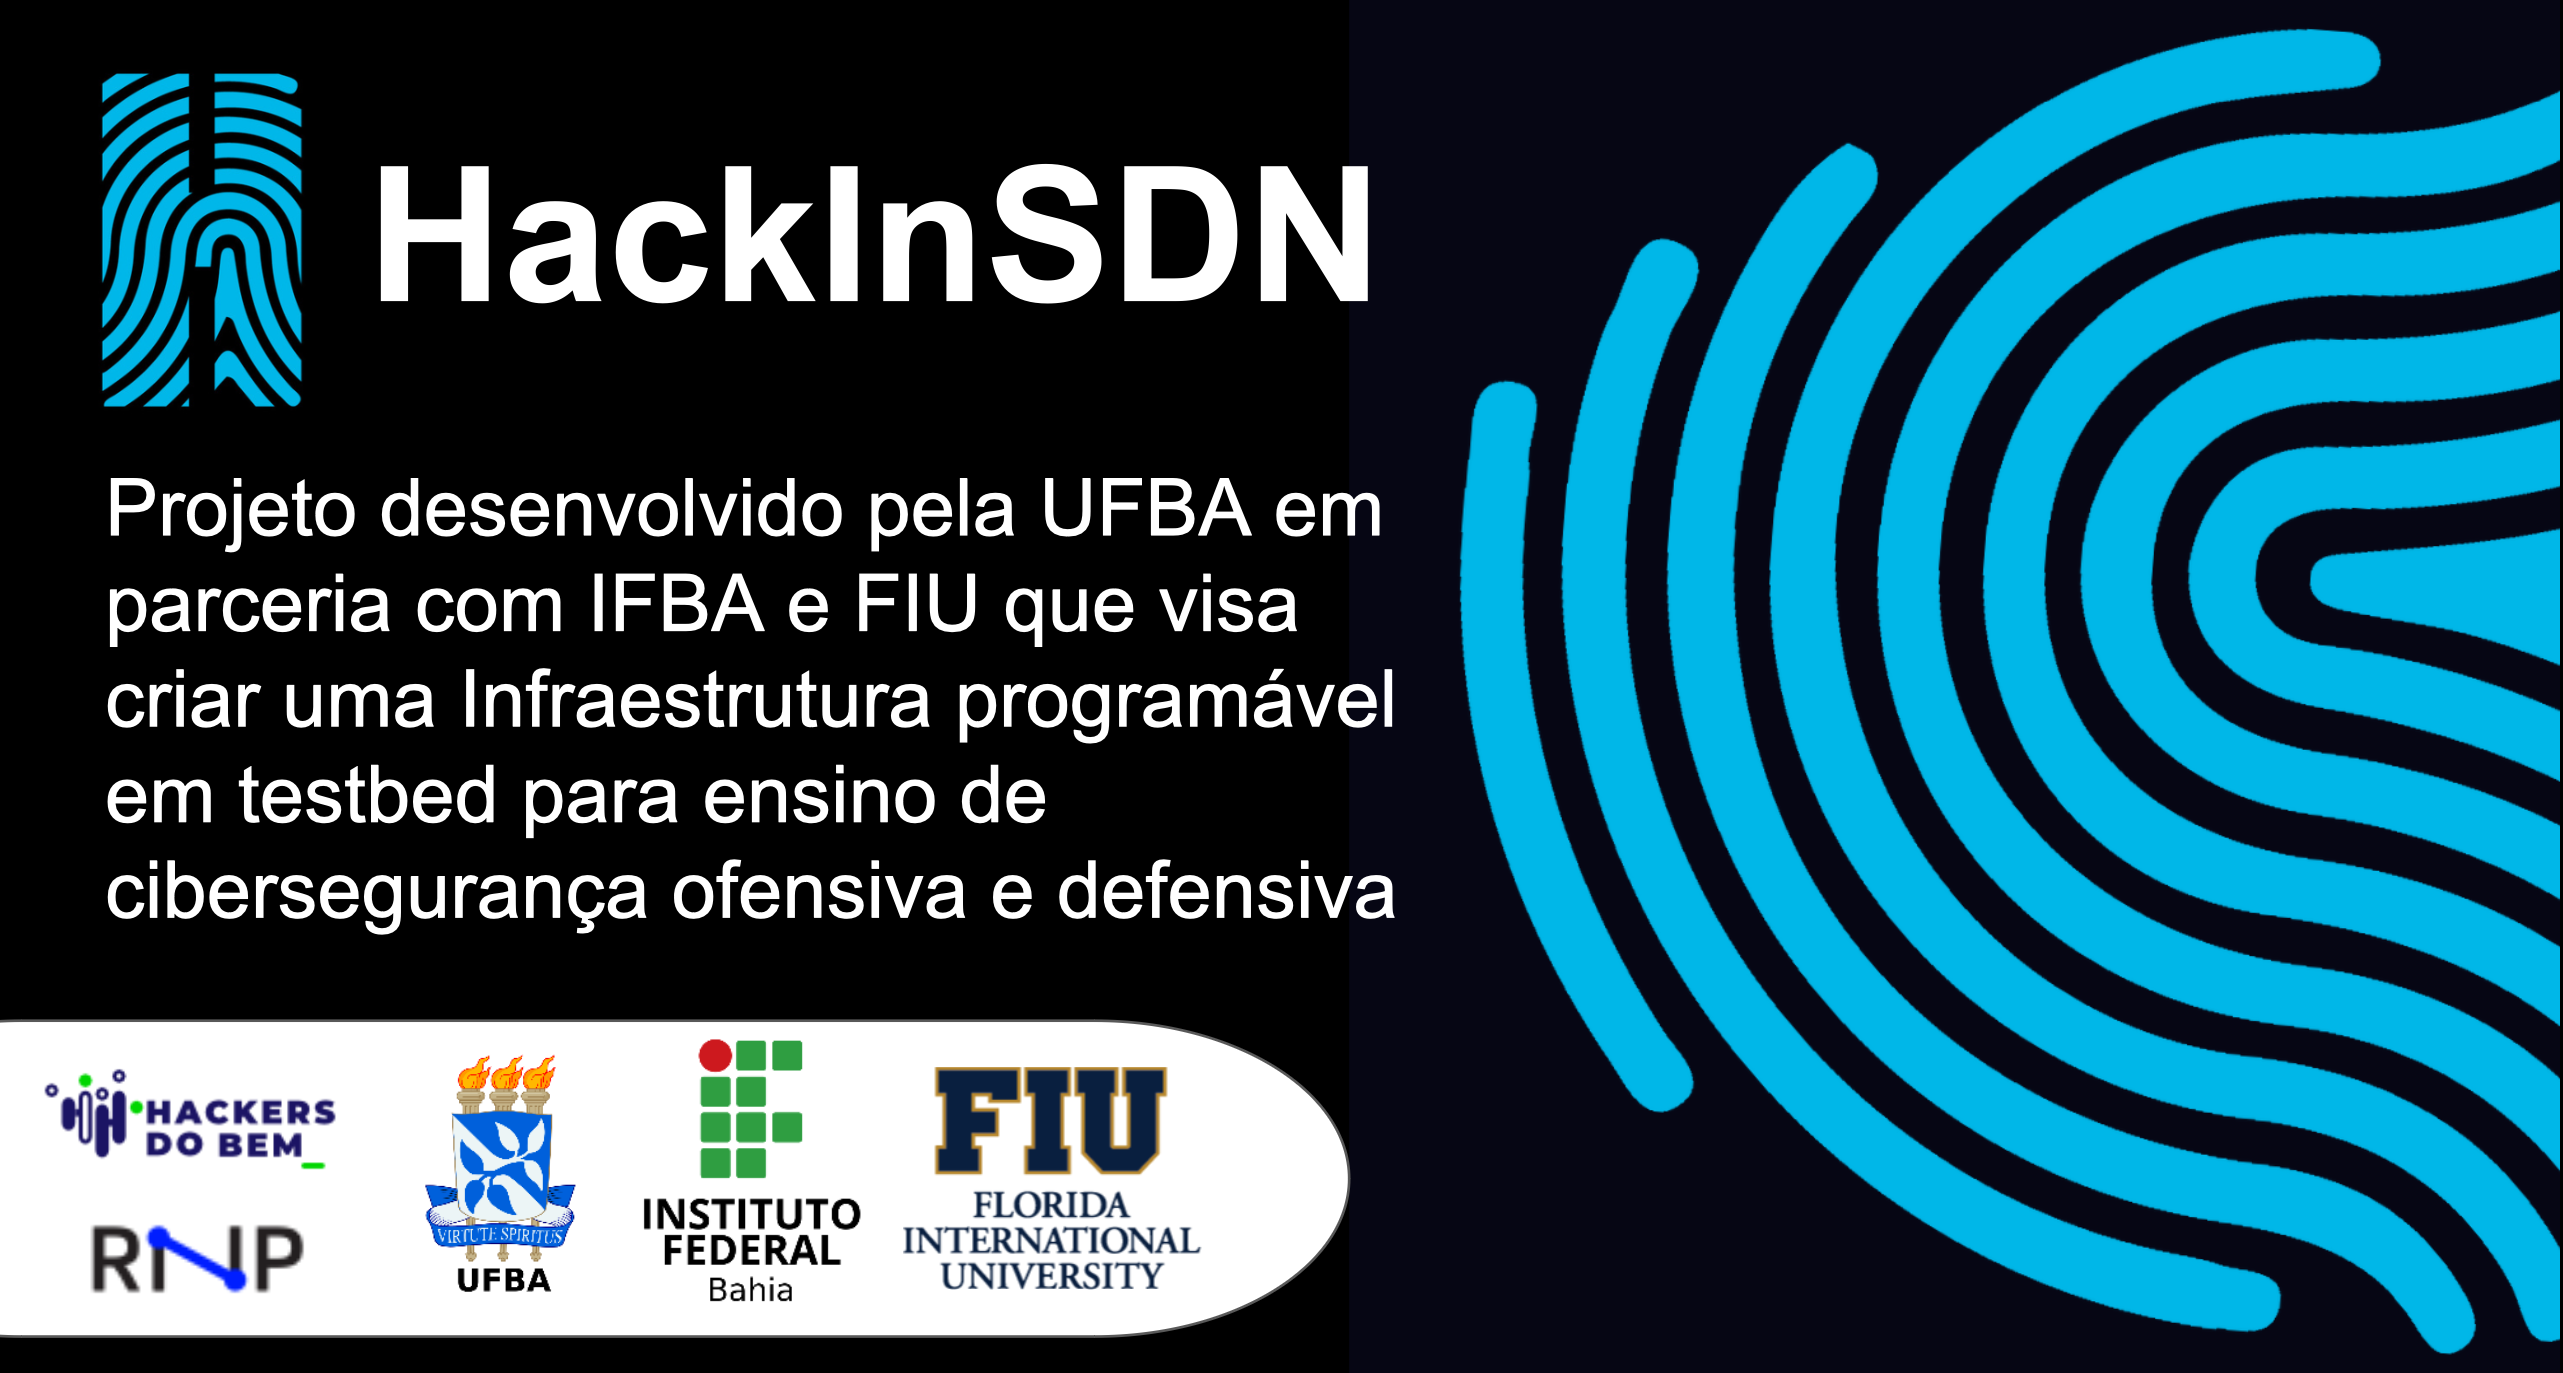 HackInSDN
Projeto desenvolvido pela UFBA em
parceria com IFBA e FIU que visa
criar uma Infraestrutura programável
em testbed para ensino de
cibersegurança ofensiva e defensiva
HACKERS
DO BEM_
RNP
VIRTUTE SPIRITUS
UFBA
INSTITUTO
FEDERAL
Bahia
FIU
FLORIDA
INTERNATIONAL
UNIVERSITY